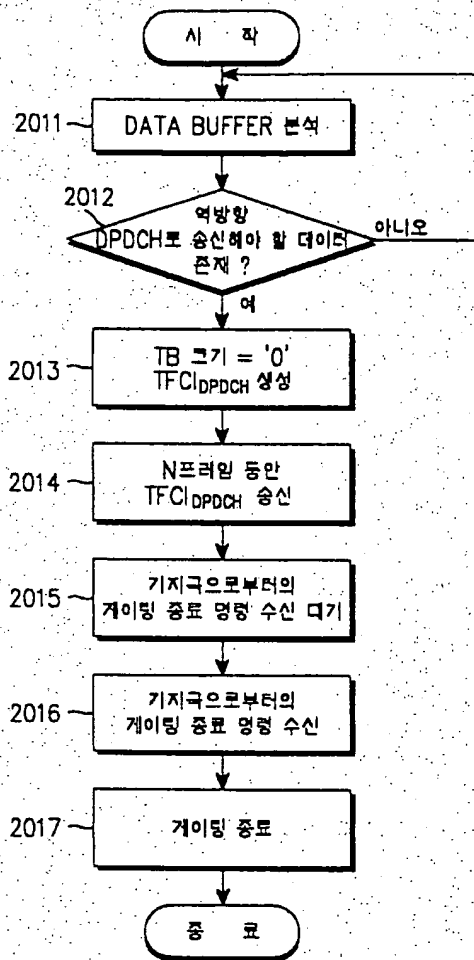 시 작
2011
DATA BUFFER 분석
2012
역방향
DPDCH로 송신해야 할 데이터
존재 ?
아니오
예
2013
TB 크기 = '0'
TFCIDPDCH 생성
2014
N프레임 동안
TFCIDPDCH 송신
2015
기지국으로부터의
게이팅 종료 명령 수신 대기
2016
기지국으로부터의
게이팅 종료 명령 수신
2017
게이팅 종료
종 료